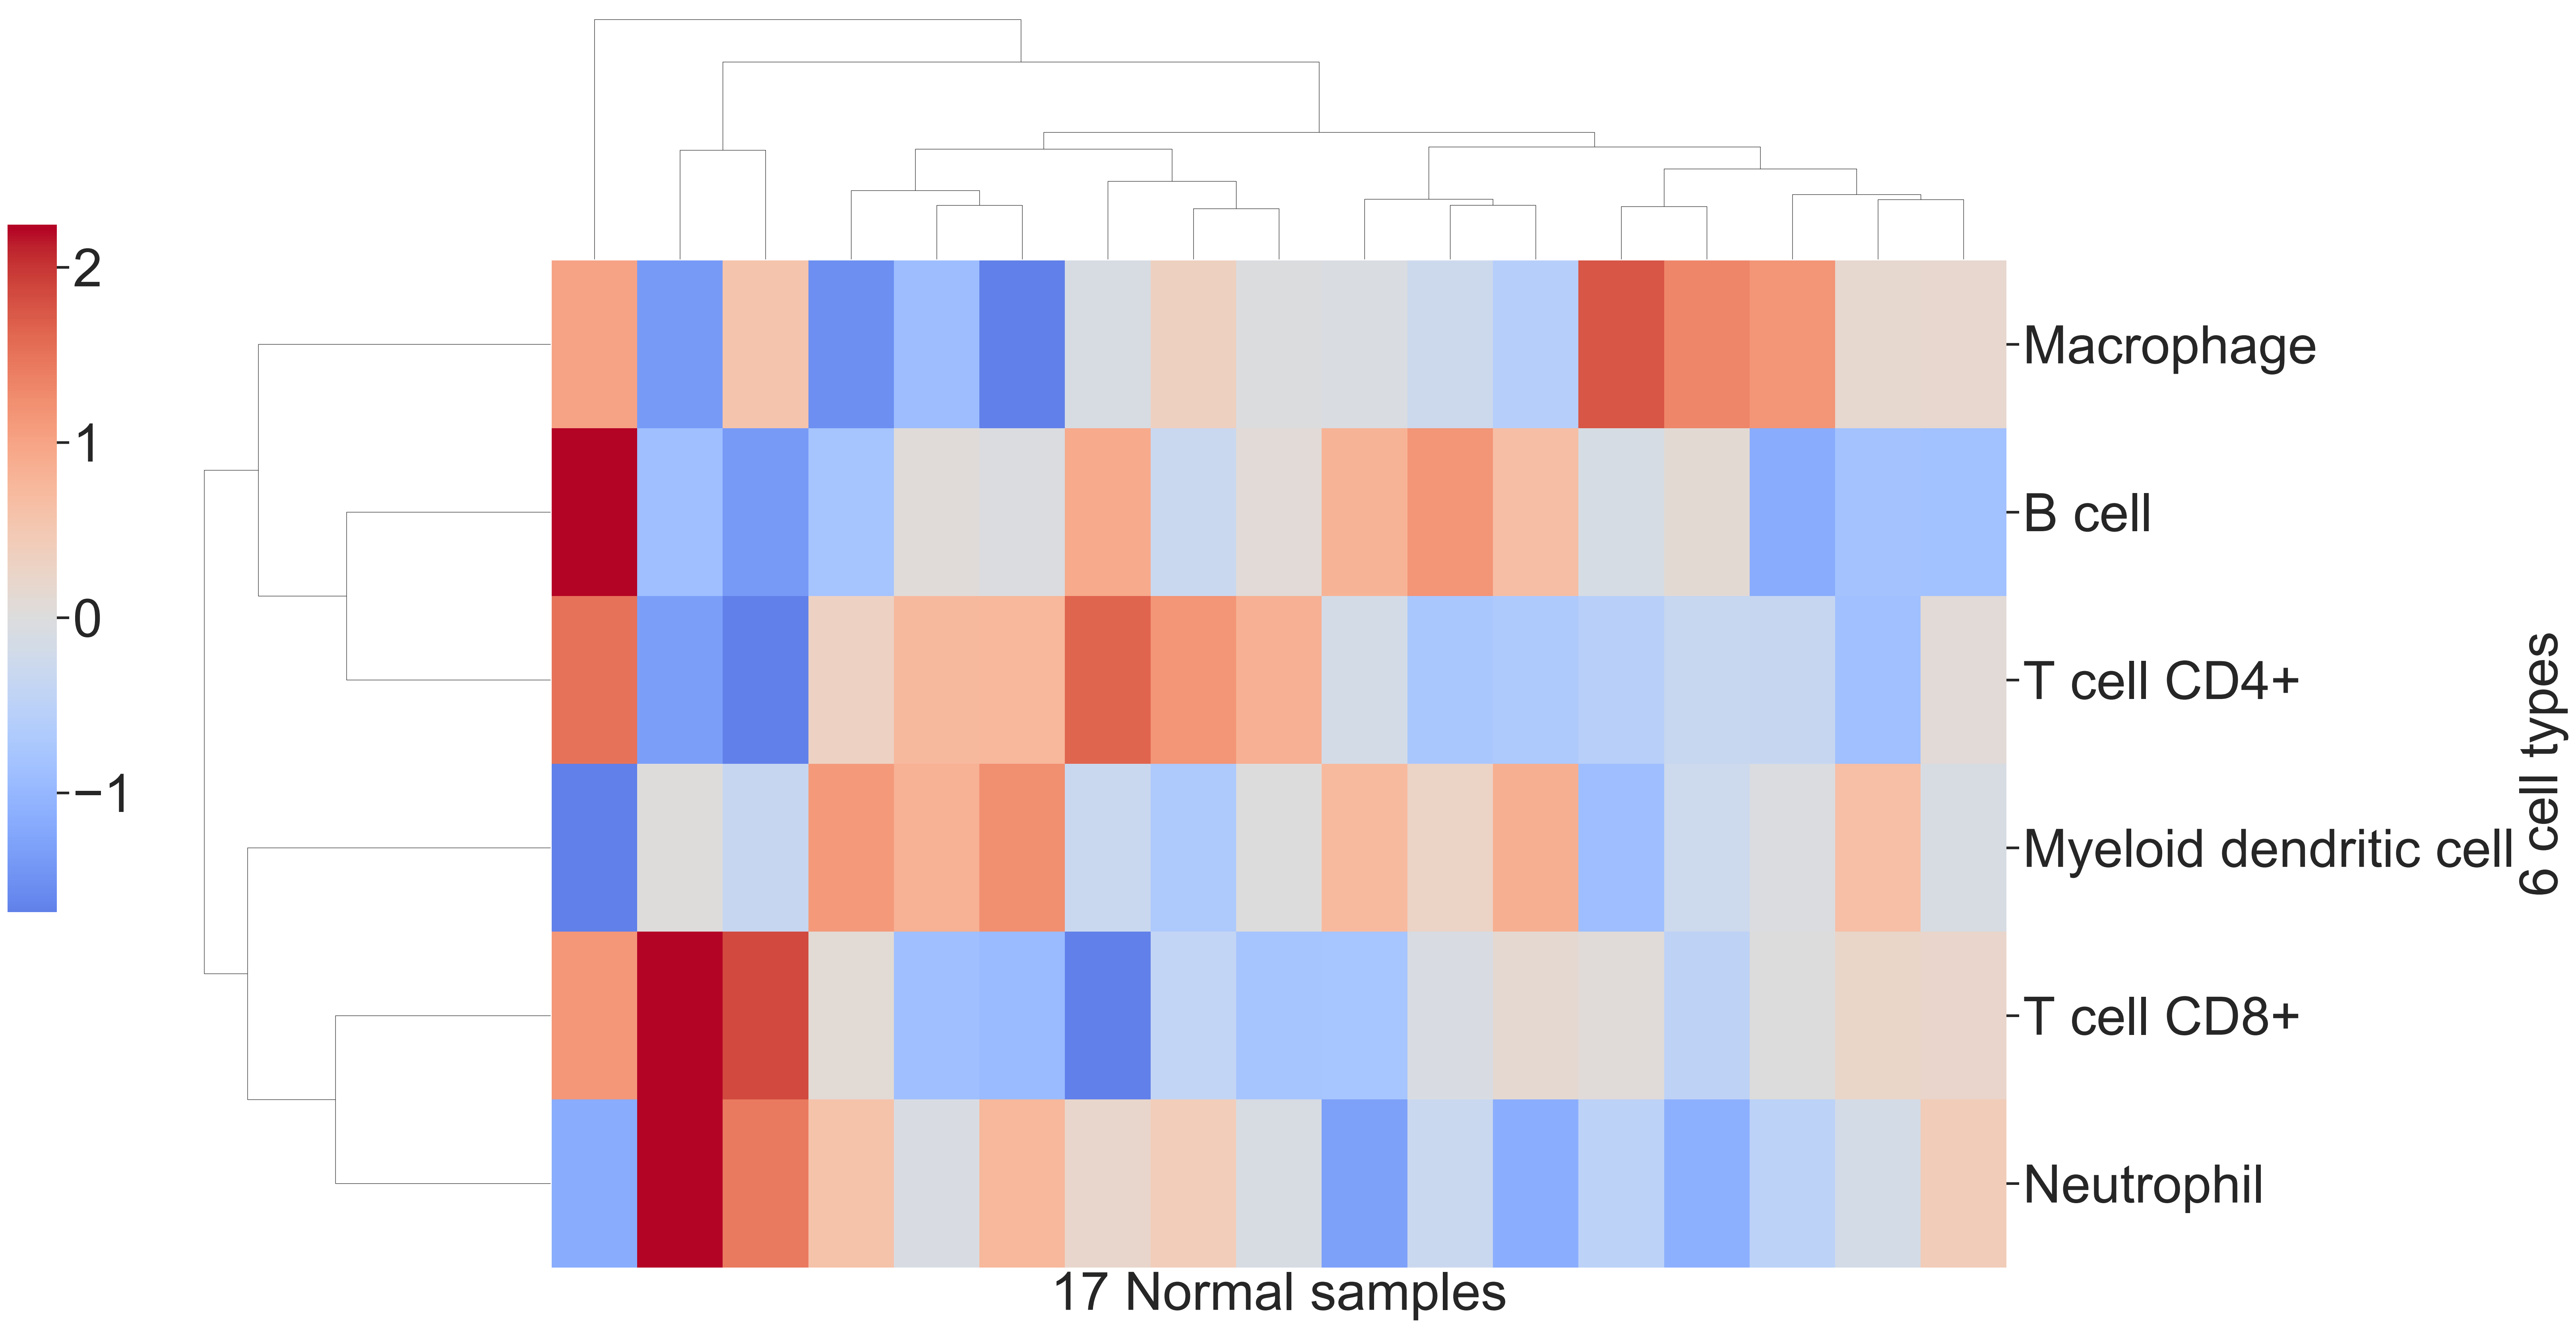 2
1
0
−1
Macrophage
B cell
T cell CD4+
Myeloid dendritic cell
T cell CD8+
Neutrophil
6 cell types
17 Normal samples